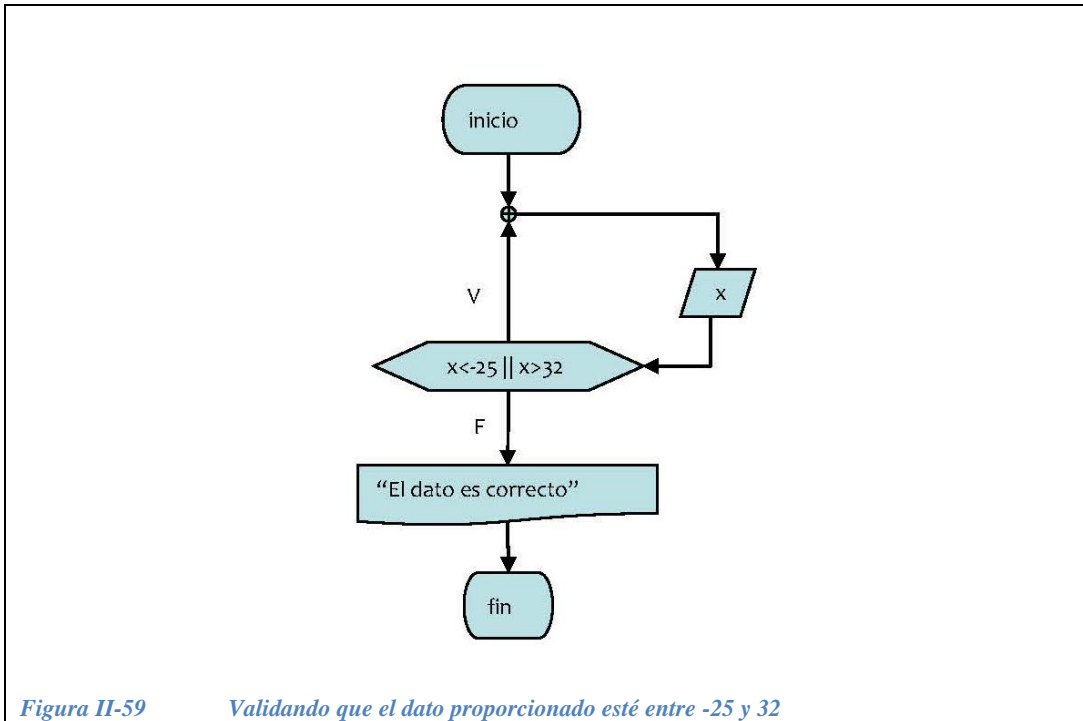 inicio
x
V
x<-25 || x>32
F
“El dato es correcto”
fin
Figura II-59 Validando que el dato proporcionado esté entre -25 y 32